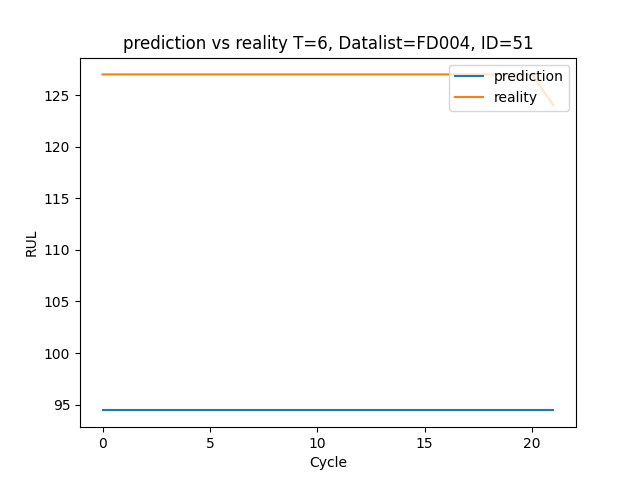 prediction vs reality T=6, Datalist=FD004, ID=51
prediction
reality
125
120
115
110
105
100
95
RUL
0 5 10 15 20
Cycle